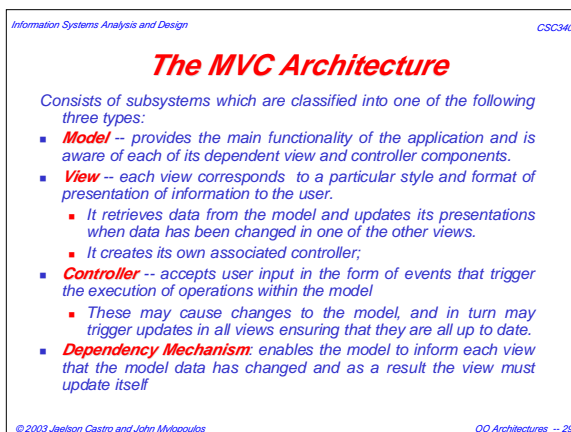 Information Systems Analysis and Design
CSC340
The MVC Architecture
Consists of subsystems which are classified into one of the following
three types:
■ Model -- provides the main functionality of the application and is
aware of each of its dependent view and controller components.
■ View -- each view corresponds to a particular style and format of
presentation of information to the user.
■ It retrieves data from the model and updates its presentations
when data has been changed in one of the other views.
■ It creates its own associated controller;
■ Controller -- accepts user input in the form of events that trigger
the execution of operations within the model
■ These may cause changes to the model, and in turn may
trigger updates in all views ensuring that they are all up to date.
■ Dependency Mechanism: enables the model to inform each view
that the model data has changed and as a result the view must
update itself
© 2003 Jaelson Castro and John Mylopoulos
OO Architectures -- 29